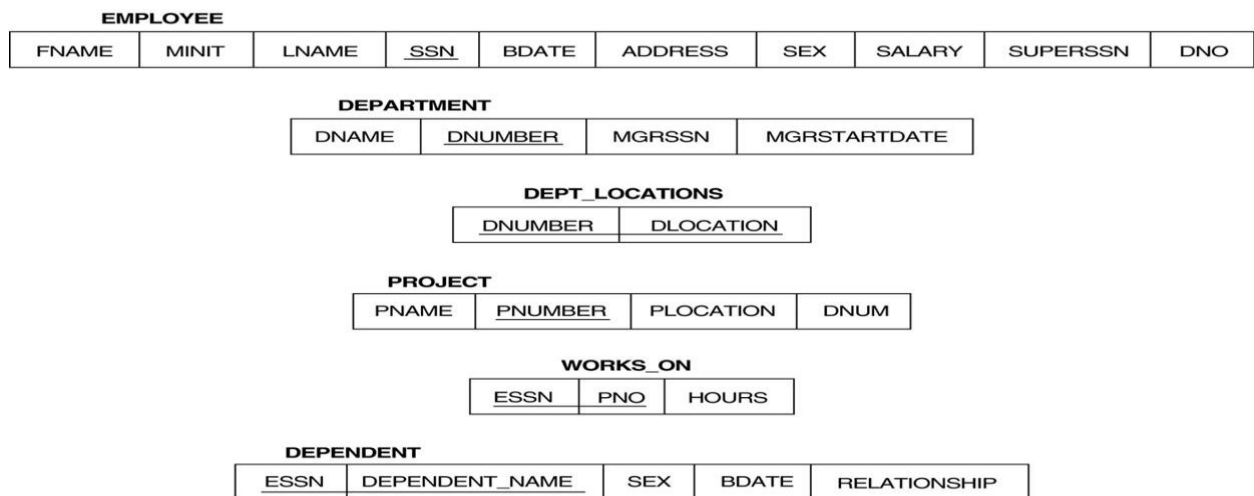 EMPLOYEE
FNAME MINIT LNAME SSN BDATE ADDRESS SEX SALARY SUPERSSN DNO
DEPARTMENT
DNAME DNUMBER MGRSSN MGRSTARTDATE
DEPT_LOCATIONS
DNUMBER DLOCATION
PROJECT
PNAME PNUMBER PLOCATION DNUM
WORKS_ON
ESSN PNO HOURS
DEPENDENT
ESSN DEPENDENT_NAME SEX BDATE RELATIONSHIP